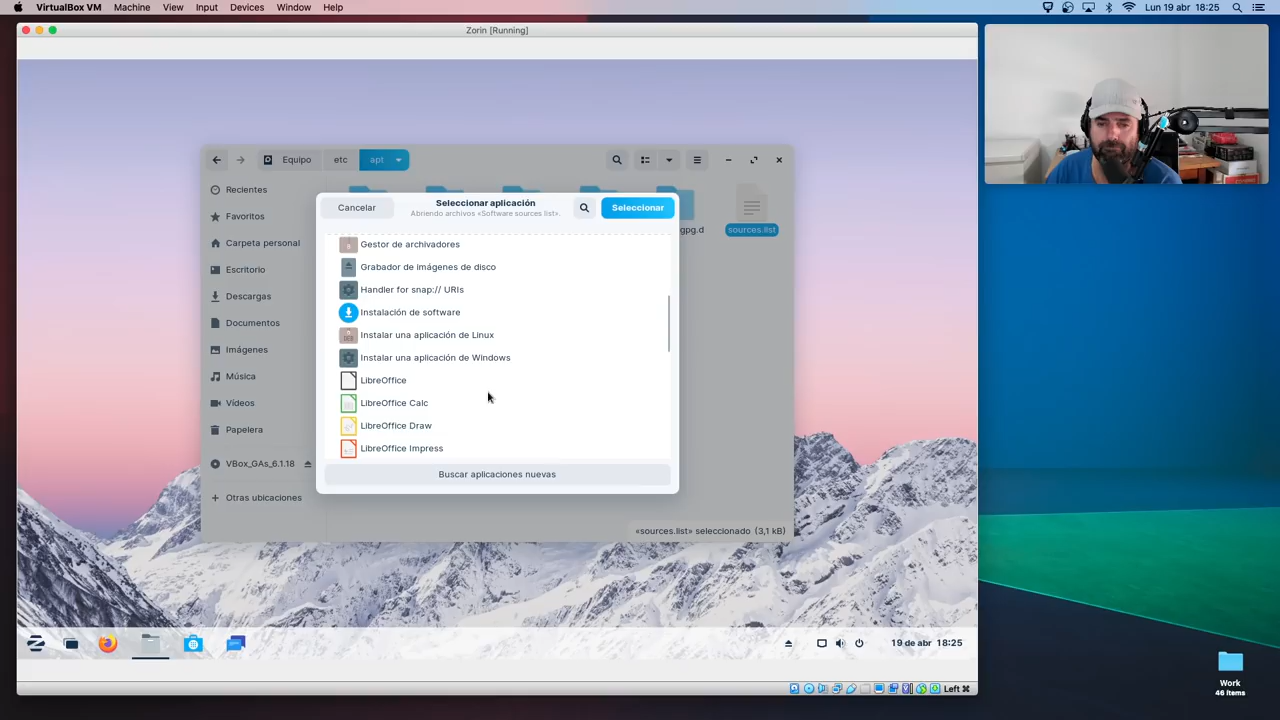 VirtualBox VM Machine View Input Devices Window Help
Lun 19 abr 18:25
Zorin [Running]
Equipo etc apt
Recientes
Favoritos
Carpeta personal
Escritorio
Descargas
Documentos
Imágenes
Música
Vídeos
Papelera
VBox_GAs_6.1.18
Otras ubicaciones
gpg.d
sources.list
Cancelar
Seleccionar aplicación
Abriendo archivos «Software sources list».
Seleccionar
Gestor de archivadores
Grabador de imágenes de disco
Handler for snap:// URIs
Instalación de software
Instalar una aplicación de Linux
Instalar una aplicación de Windows
LibreOffice
LibreOffice Calc
LibreOffice Draw
LibreOffice Impress
Buscar aplicaciones nuevas
«sources.list» seleccionado (3,1 kB)
19 de abr 18:25
Left ⌘
Work
46 items